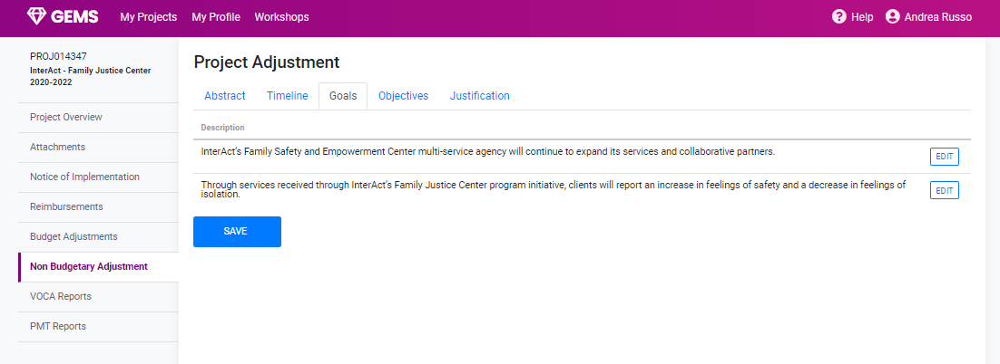 GEMS My Projects My Profile Workshops Help Andrea Russo
PROJ014347
InterAct - Family Justice Center
2020-2022
Project Overview
Attachments
Notice of Implementation
Reimbursements
Budget Adjustments
Non Budgetary Adjustment
VOCA Reports
PMT Reports
Project Adjustment
Abstract Timeline Goals Objectives Justification
Description
InterAct's Family Safety and Empowerment Center multi-service agency will continue to expand its services and collaborative partners.
EDIT
Through services received through InterAct's Family Justice Center program initiative, clients will report an increase in feelings of safety and a decrease in feelings of
isolation.
EDIT
SAVE